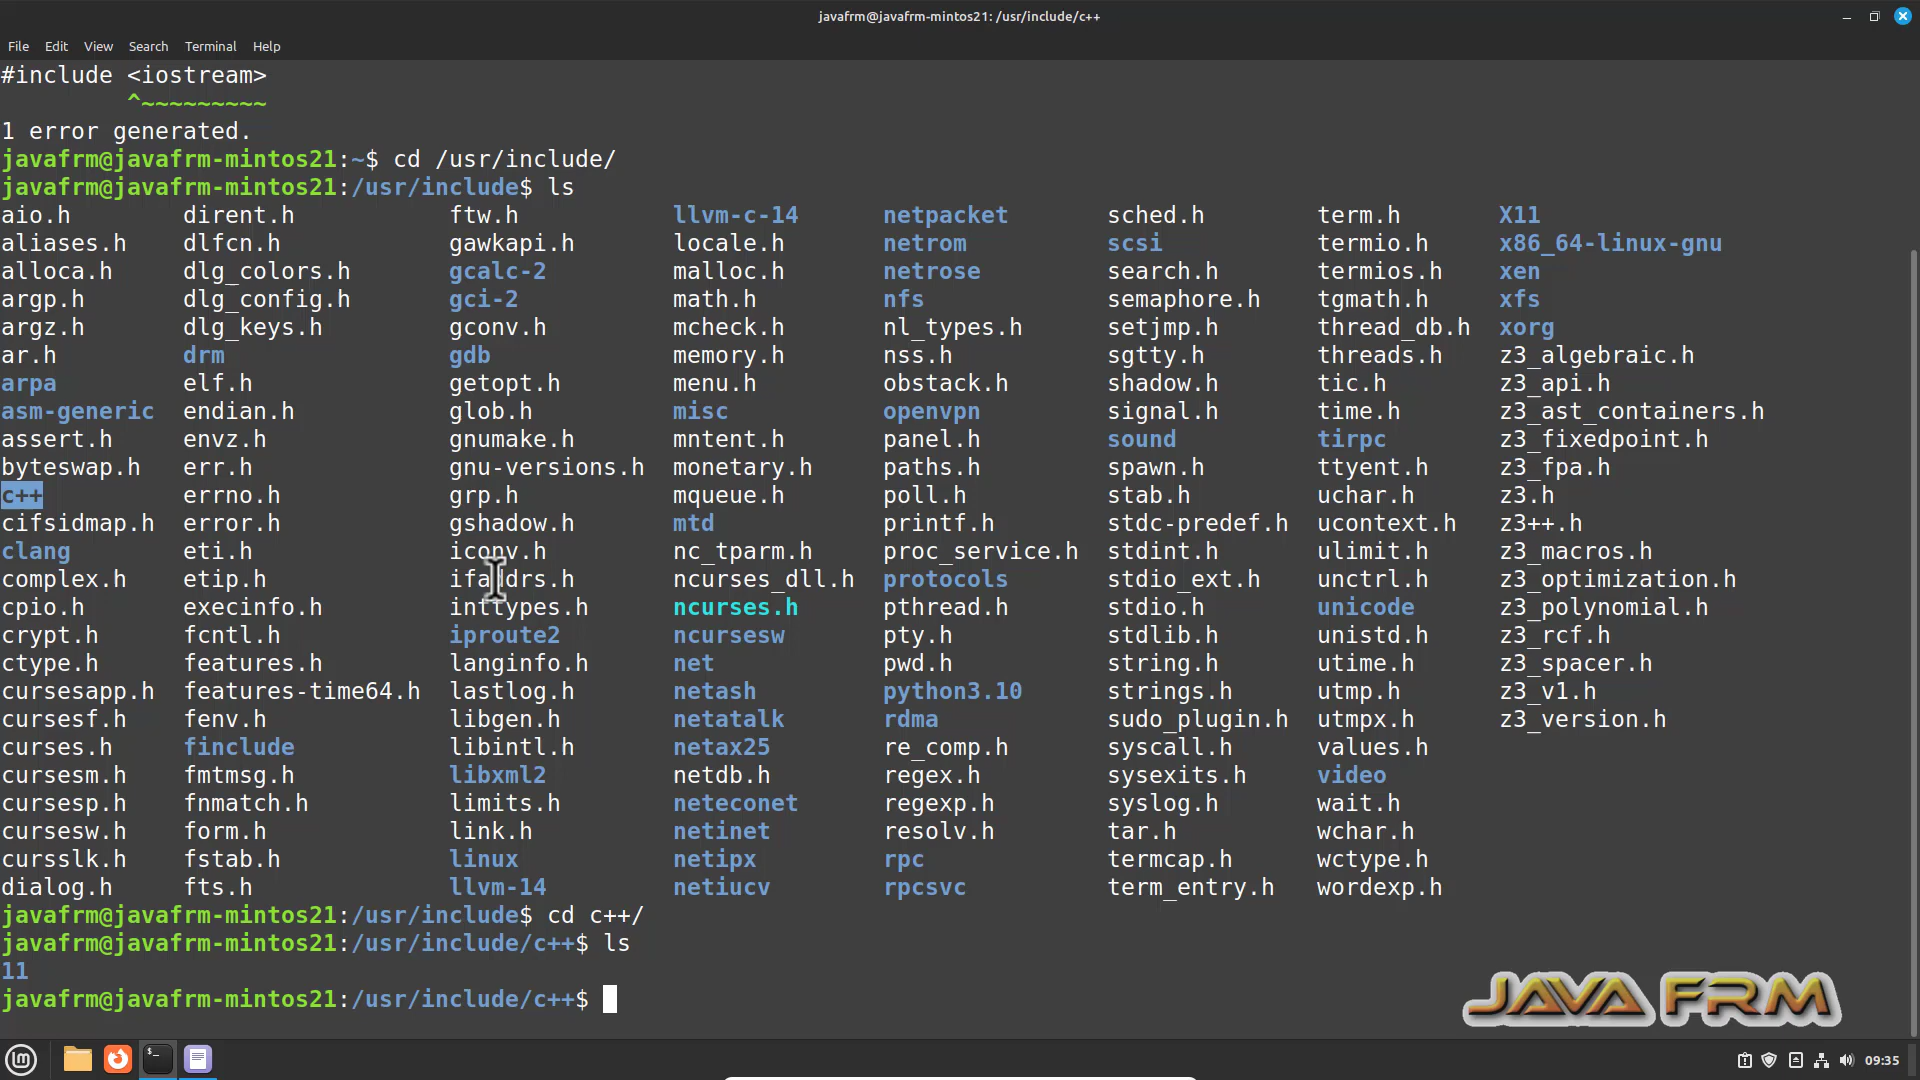 javafrm@javafrm-mintos21: /usr/include/c++
File Edit View Search Terminal Help
#include <iostream>
         ^~~~~~~~~~
1 error generated.
javafrm@javafrm-mintos21:~$ cd /usr/include/
javafrm@javafrm-mintos21:/usr/include$ ls
aio.h dirent.h ftw.h llvm-c-14 netpacket sched.h term.h X11
aliases.h dlfcn.h gawkapi.h locale.h netrom scsi termio.h x86_64-linux-gnu
alloca.h dlg_colors.h gcalc-2 malloc.h netrose search.h termios.h xen
argp.h dlg_config.h gci-2 math.h nfs semaphore.h tgmath.h xfs
argz.h dlg_keys.h gconv.h mcheck.h nl_types.h setjmp.h thread_db.h xorg
ar.h drm gdb memory.h nss.h sgtty.h threads.h z3_algebraic.h
arpa elf.h getopt.h menu.h obstack.h shadow.h tic.h z3_api.h
asm-generic endian.h glob.h misc openvpn signal.h time.h z3_ast_containers.h
assert.h envz.h gnumake.h mntent.h panel.h sound tirpc z3_fixedpoint.h
byteswap.h err.h gnu-versions.h monetary.h paths.h spawn.h ttyent.h z3_fpa.h
c++ errno.h grp.h mqueue.h poll.h stab.h uchar.h z3.h
cifsidmap.h error.h gshadow.h mtd printf.h stdc-predef.h ucontext.h z3++.h
clang eti.h iconv.h nc_tparm.h proc_service.h stdint.h ulimit.h z3_macros.h
complex.h etip.h ifaddrs.h ncurses_dll.h protocols stdio_ext.h unctrl.h z3_optimization.h
cpio.h execinfo.h inttypes.h ncurses.h pthread.h stdio.h unicode z3_polynomial.h
crypt.h fcntl.h iproute2 ncursesw pty.h stdlib.h unistd.h z3_rcf.h
ctype.h features.h langinfo.h net pwd.h string.h utime.h z3_spacer.h
cursesapp.h features-time64.h lastlog.h netash python3.10 strings.h utmp.h z3_v1.h
cursesf.h fenv.h libgen.h netatalk rdma sudo_plugin.h utmpx.h z3_version.h
curses.h finclude libintl.h netax25 re_comp.h syscall.h values.h
cursesm.h fmtmsg.h libxml2 netdb.h regex.h sysexits.h video
cursesp.h fnmatch.h limits.h neteconet regexp.h syslog.h wait.h
cursesw.h form.h link.h netinet resolv.h tar.h wchar.h
cursslk.h fstab.h linux netipx rpc termcap.h wctype.h
dialog.h fts.h llvm-14 netiucv rpcsvc term_entry.h wordexp.h
javafrm@javafrm-mintos21:/usr/include$ cd c++/
javafrm@javafrm-mintos21:/usr/include/c++$ ls
11
javafrm@javafrm-mintos21:/usr/include/c++$
JAVA FRM
09:35